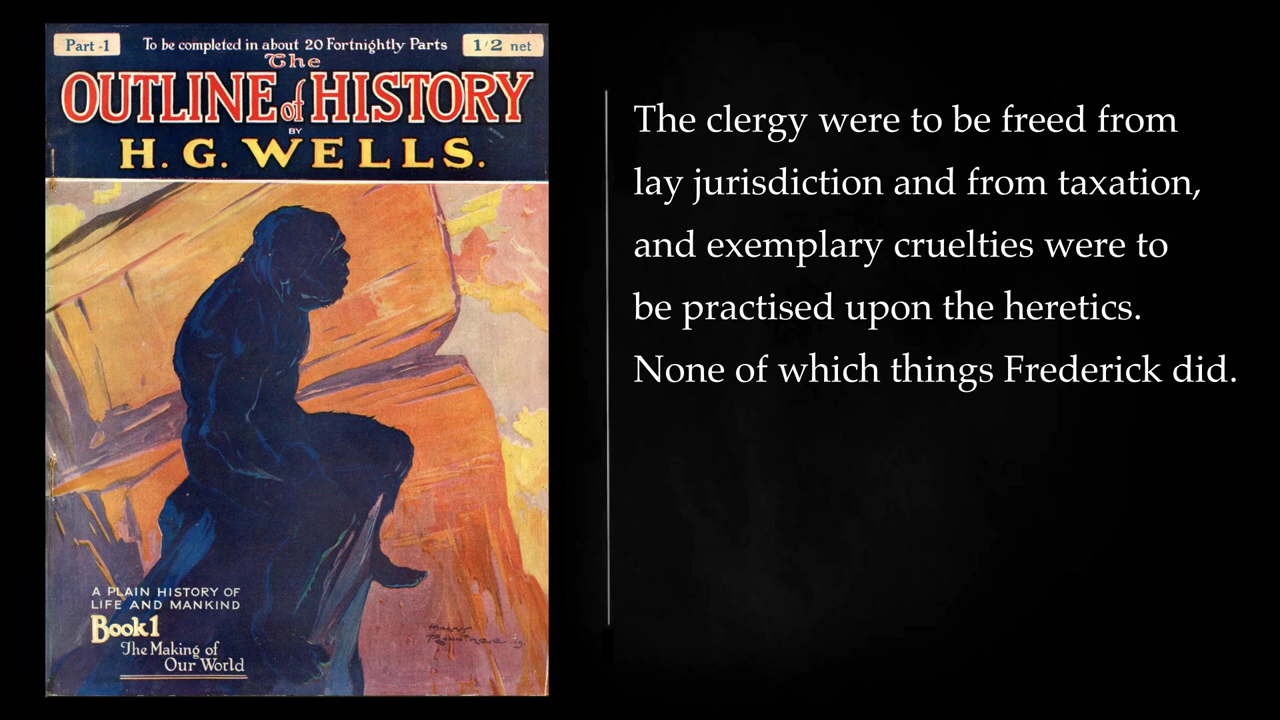 Part -1
To be completed in about 20 Fortnightly Parts
1/2 net
The
OUTLINE of HISTORY
BY
H. G. WELLS.
A PLAIN HISTORY OF
LIFE AND MANKIND
Book 1
The Making of
Our World
The clergy were to be freed from
lay jurisdiction and from taxation,
and exemplary cruelties were to
be practised upon the heretics.
None of which things Frederick did.